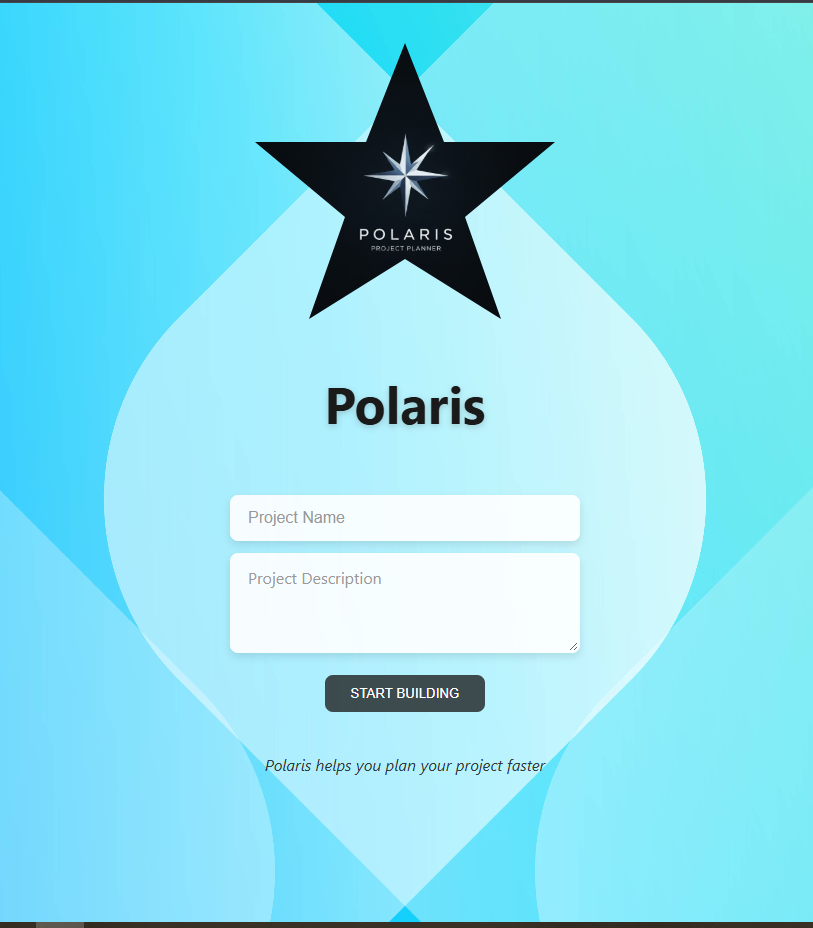 POLARIS
PROJECT PLANNER
Polaris
Project Name
Project Description
START BUILDING
Polaris helps you plan your project faster